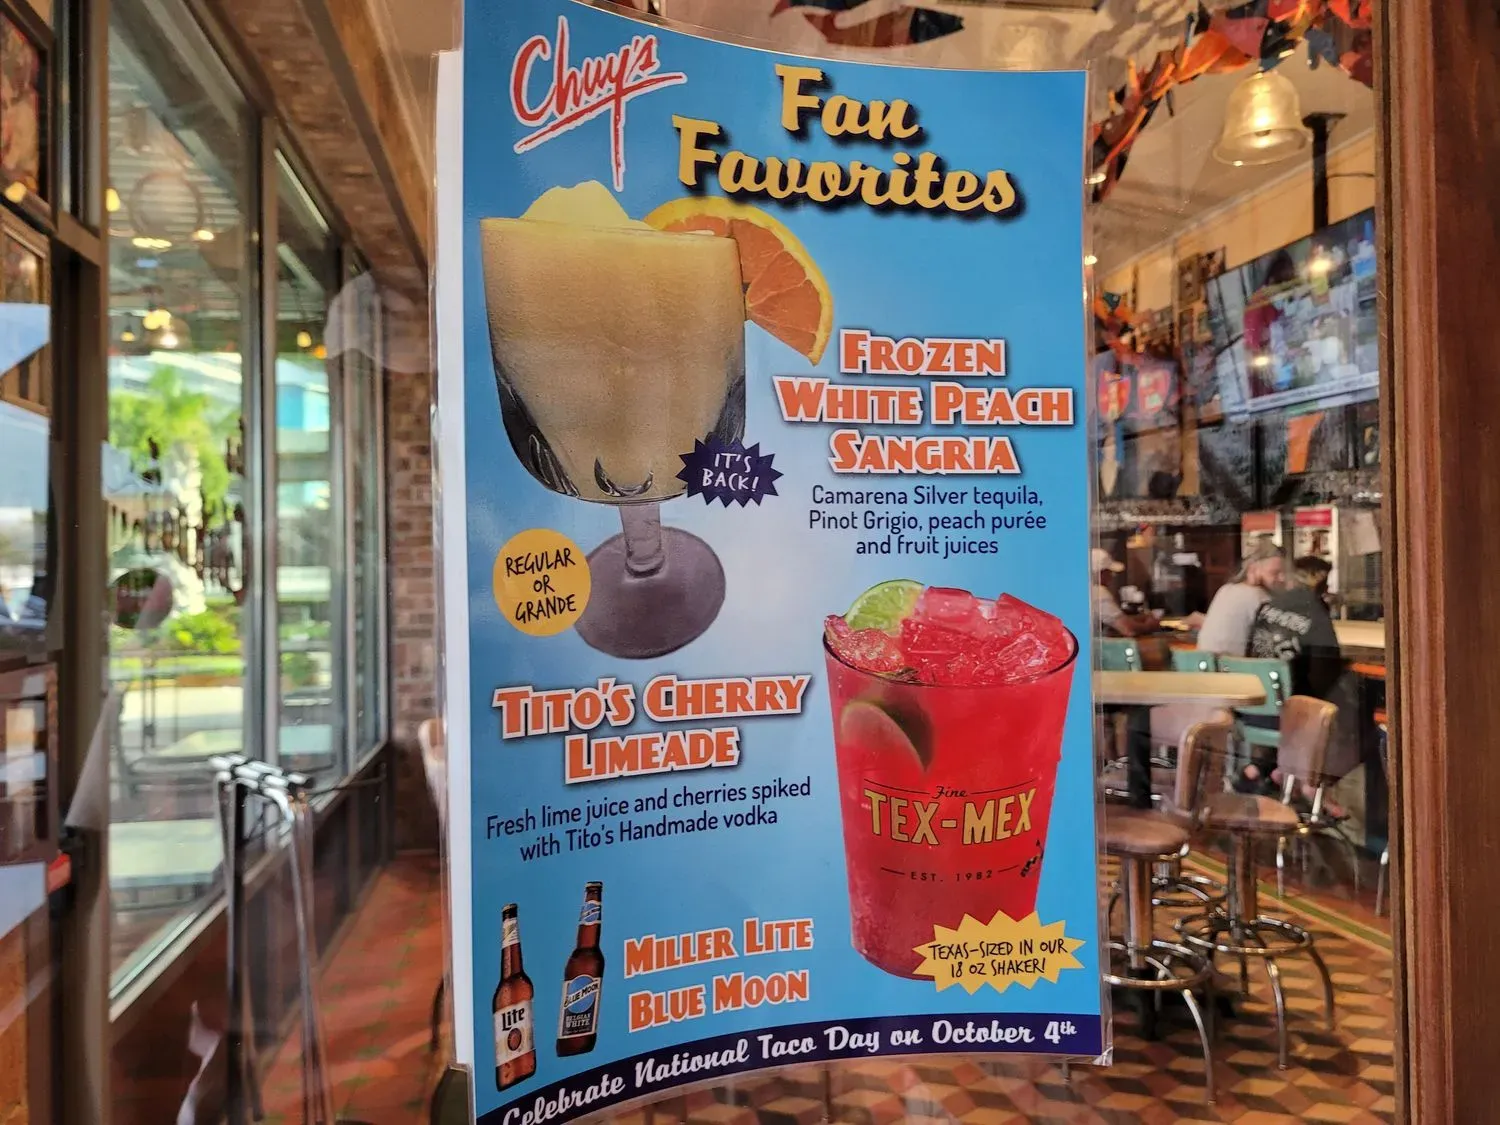 Chuy's
Fan
Favorites
Frozen
White Peach
Sangria
IT'S
BACK!
Camarena Silver tequila,
Pinot Grigio, peach purée
and fruit juices
REGULAR
OR
GRANDE
Tito's Cherry
Limeade
Fresh lime juice and cherries spiked
with Tito's Handmade vodka
Fine
TEX-MEX
EST. 1982
TEXAS-SIZED IN OUR
18 OZ SHAKER!
Miller Lite
Blue Moon
Lite
BLUE MOON
BELGIAN
WHITE
Celebrate National Taco Day on October 4th